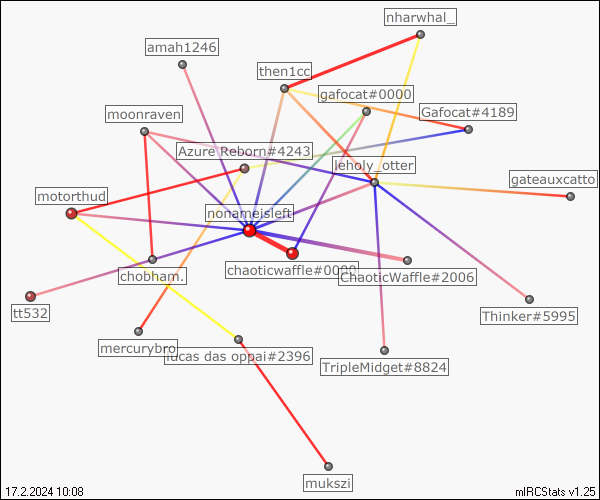 nharwhal_
amah1246
then1cc
gafocat#0000
moonraven
Gafocat#4189
Azure Reborn#4243
leholy_otter
gateauxcatto
motorthud
nonameisleft
chaoticwaffle#0000
ChaoticWaffle#2006
chobham.
tt532
Thinker#5995
mercurybro
lucas das oppai#2396
TripleMidget#8824
mukszi
17.2.2024 10:08
mIRCStats v1.25